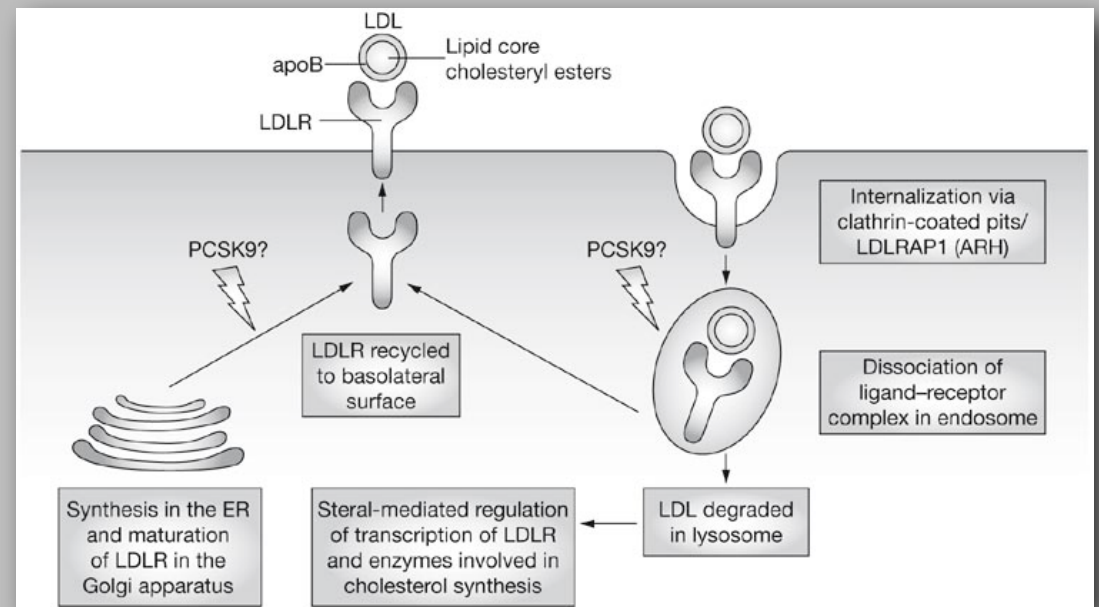 LDL
apoB
Lipid core
cholesteryl esters
LDLR
PCSK9?
PCSK9?
Internalization via
clathrin-coated pits/
LDLRAP1 (ARH)
LDLR recycled
to basolateral
surface
Dissociation of
ligand–receptor
complex in endosome
Synthesis in the ER
and maturation
of LDLR in the
Golgi apparatus
Steral-mediated regulation
of transcription of LDLR
and enzymes involved in
cholesterol synthesis
LDL degraded
in lysosome